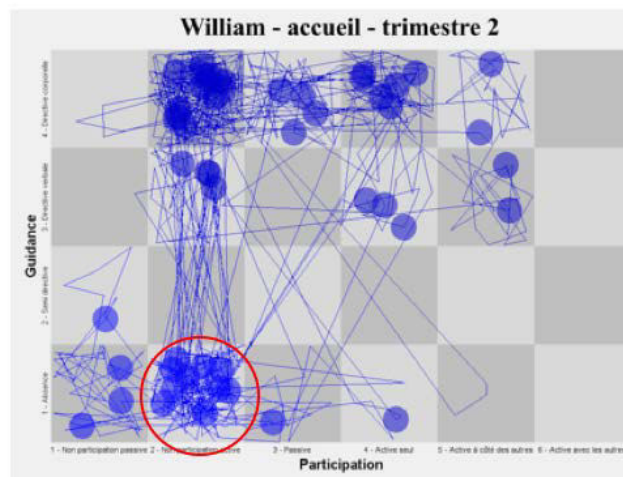 William - accueil - trimestre 2
Guidance
4 - Directive corporelle
3 - Directive verbale
2 - Semi directive
1 - Absence
1 - Non participation passive
2 - Non participation active
3 - Passive
4 - Active seul
5 - Active à côté des autres
6 - Active avec les autres
Participation